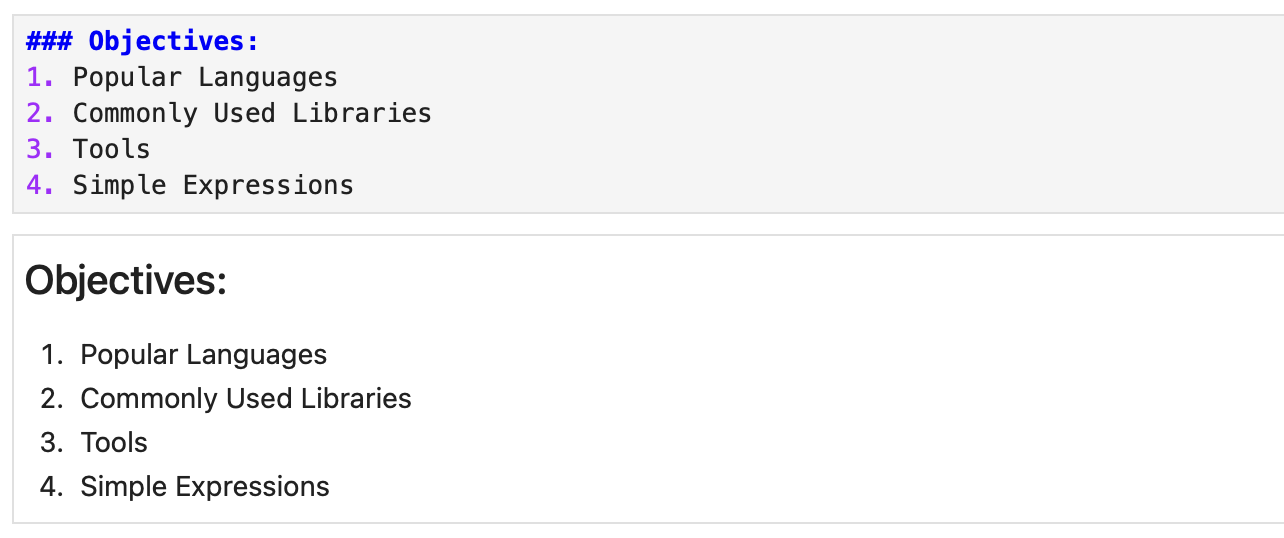 ### Objectives:
1. Popular Languages
2. Commonly Used Libraries
3. Tools
4. Simple Expressions
Objectives:
1. Popular Languages
2. Commonly Used Libraries
3. Tools
4. Simple Expressions